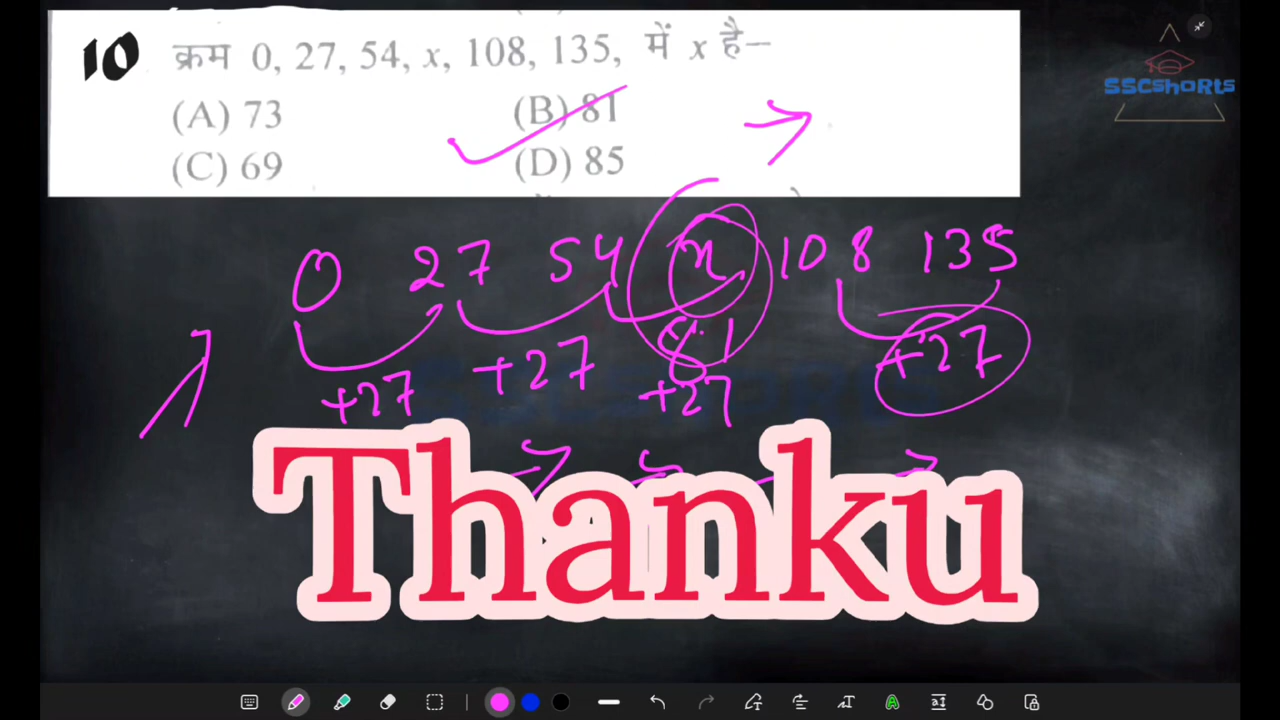 10 क्रम 0, 27, 54, x, 108, 135, में x है–
(A) 73 (B) 81
(C) 69 (D) 85
SSCshoRts
0 27 54 x 108 135
81
+27 +27 +27 +27
Thanku